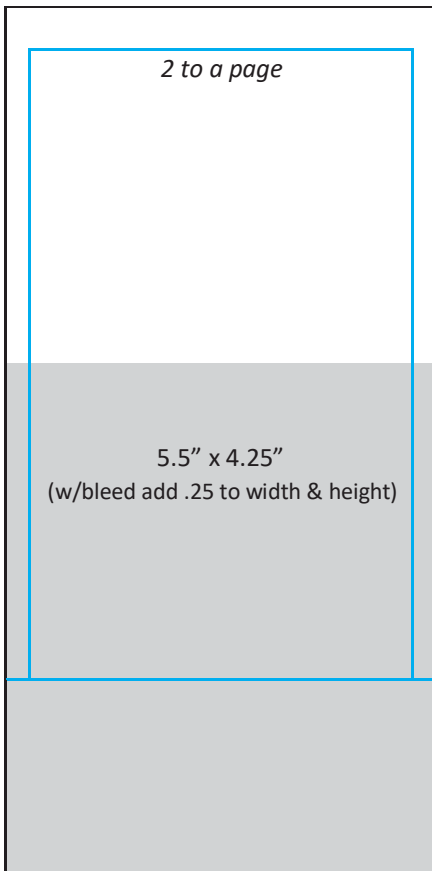 2 to a page
5.5” x 4.25”
(w/bleed add .25 to width & height)